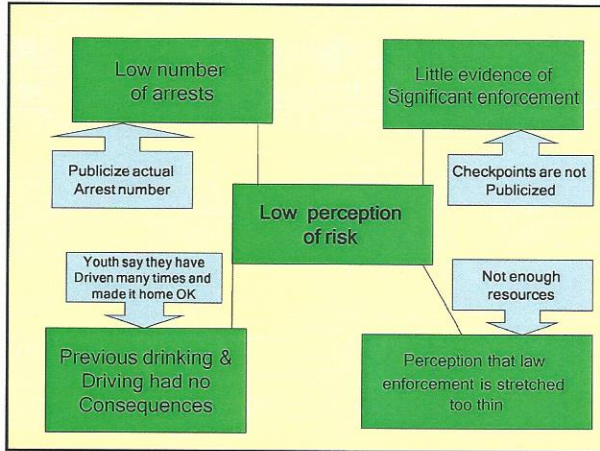 Low number
of arrests
Publicize actual
Arrest number
Little evidence of
Significant enforcement
Checkpoints are not
Publicized
Low perception
of risk
Youth say they have
Driven many times and
made it home OK
Previous drinking &
Driving had no
Consequences
Not enough
resources
Perception that law
enforcement is stretched
too thin